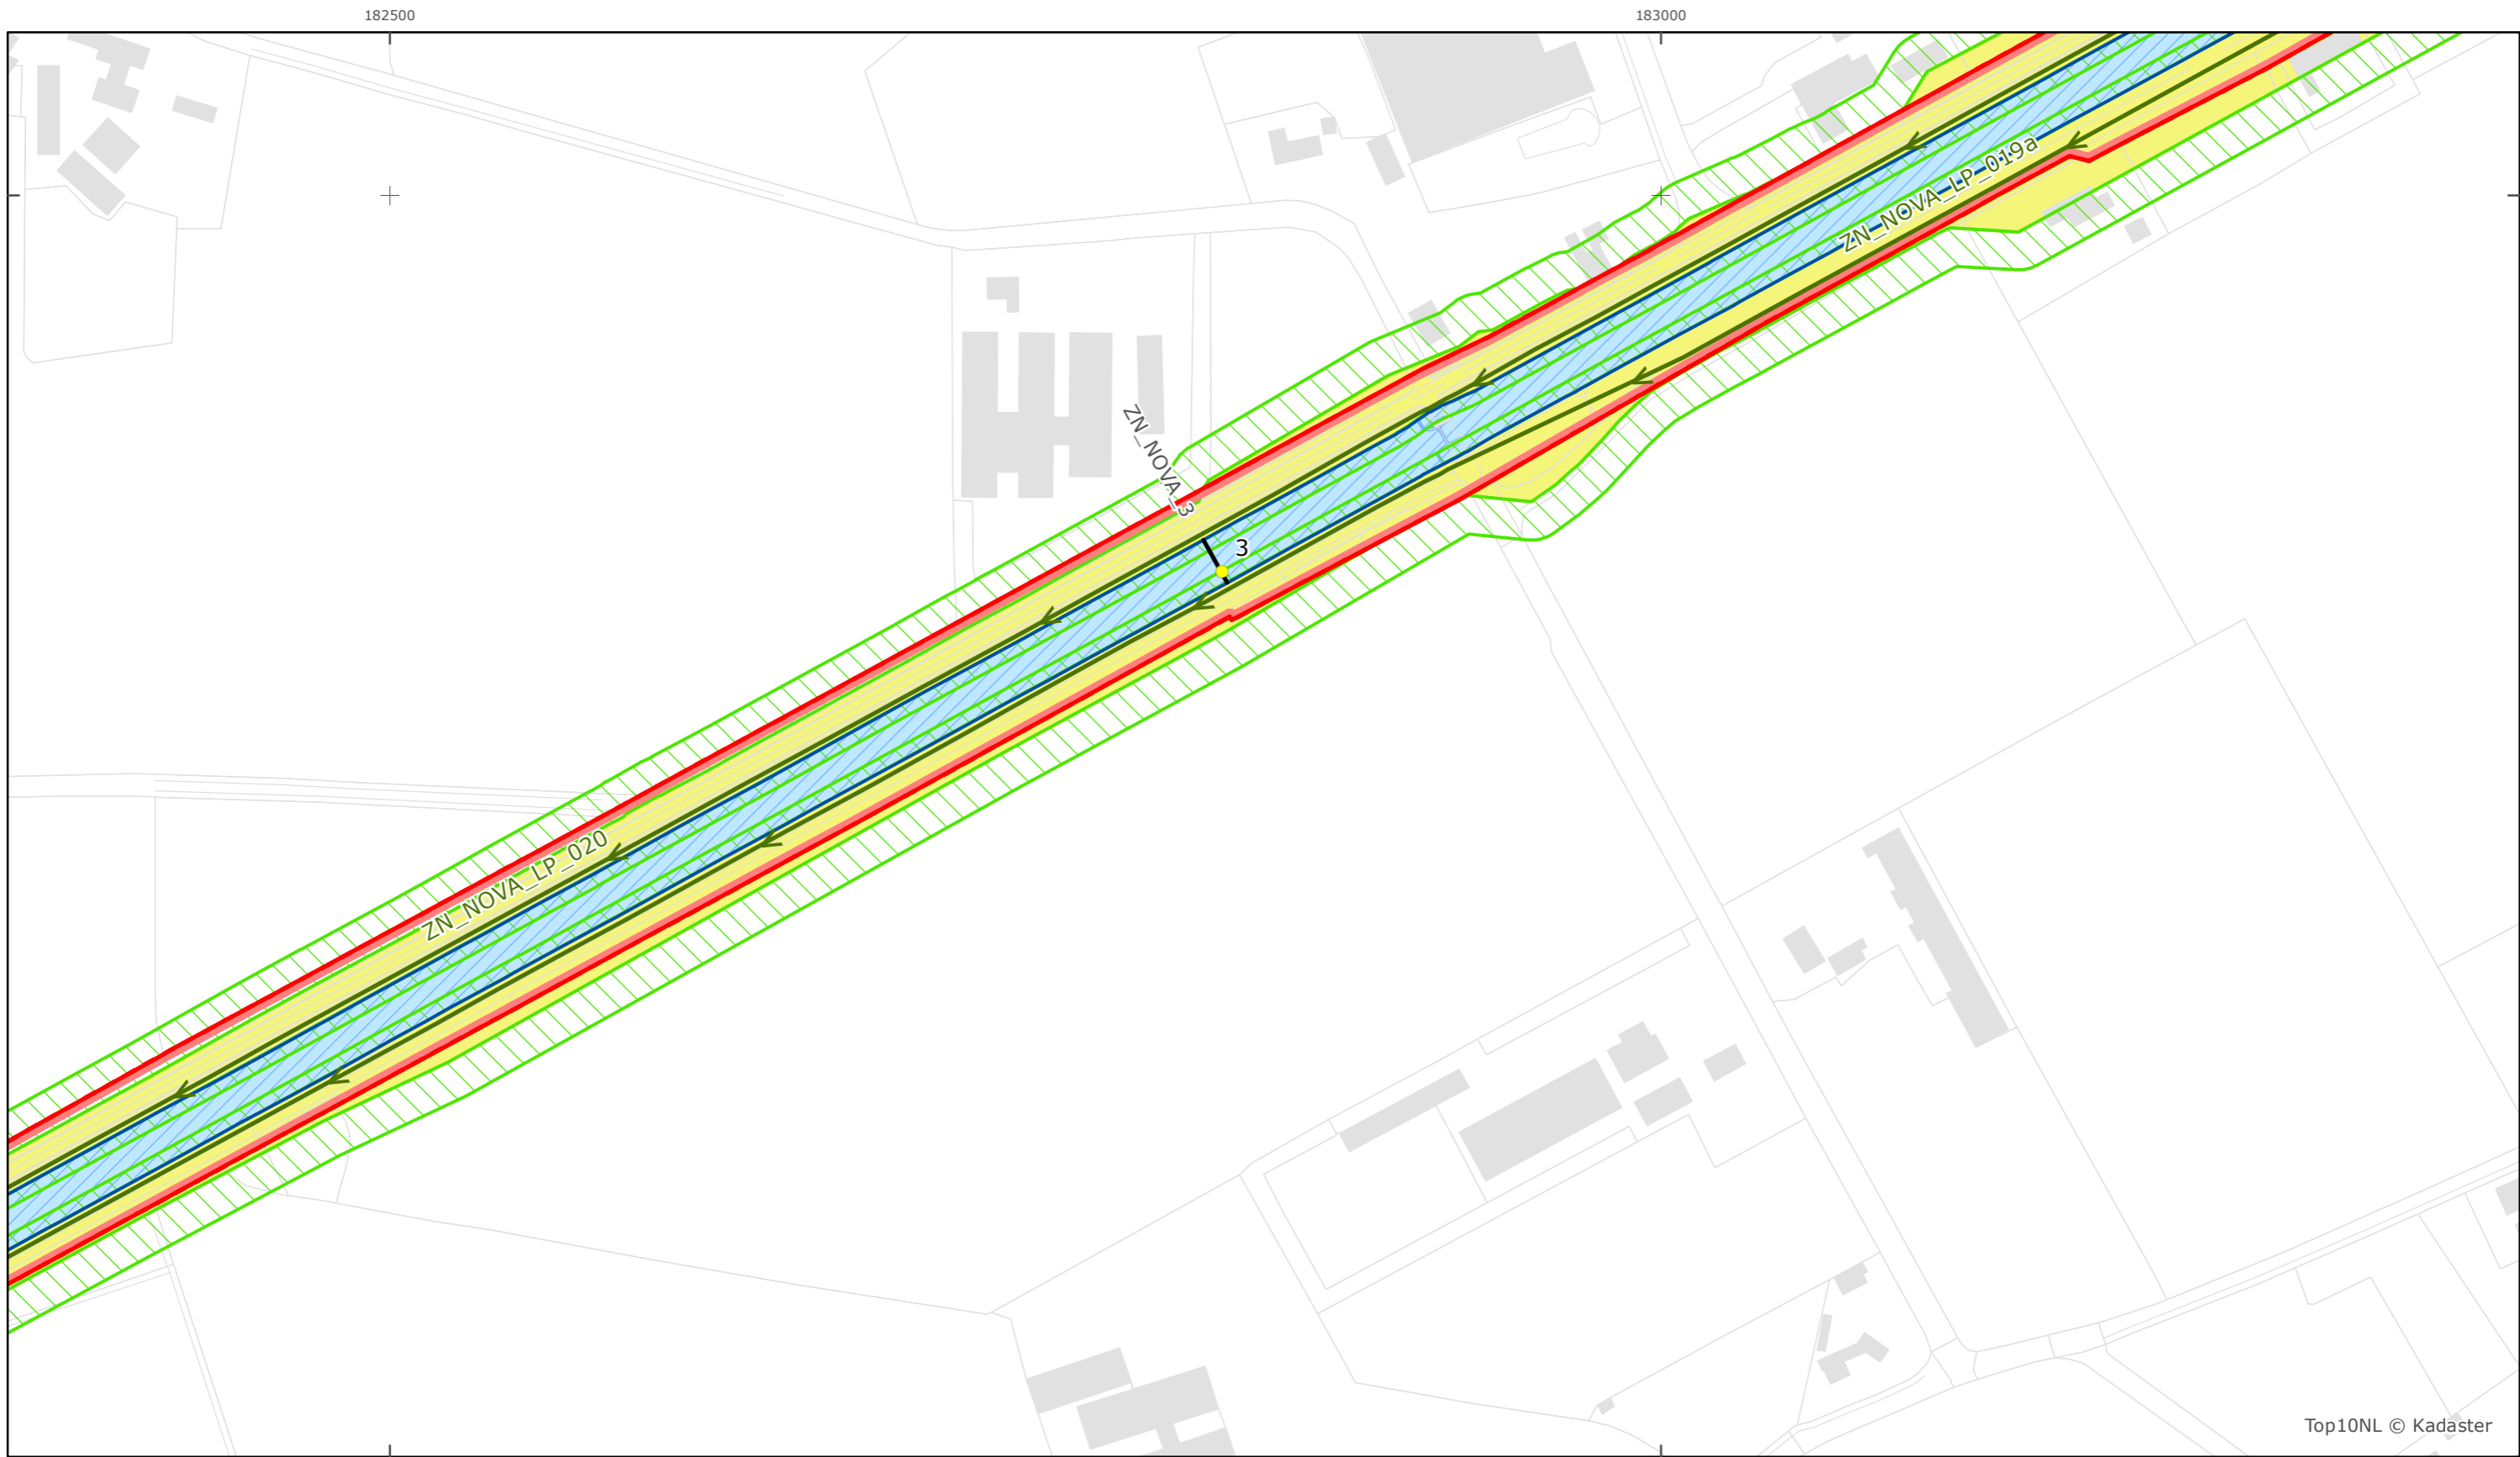 182500
183000
ZN_NOVA_LP_019a
ZN_NOVA_3
3
ZN_NOVA_LP_020
Top10NL © Kadaster